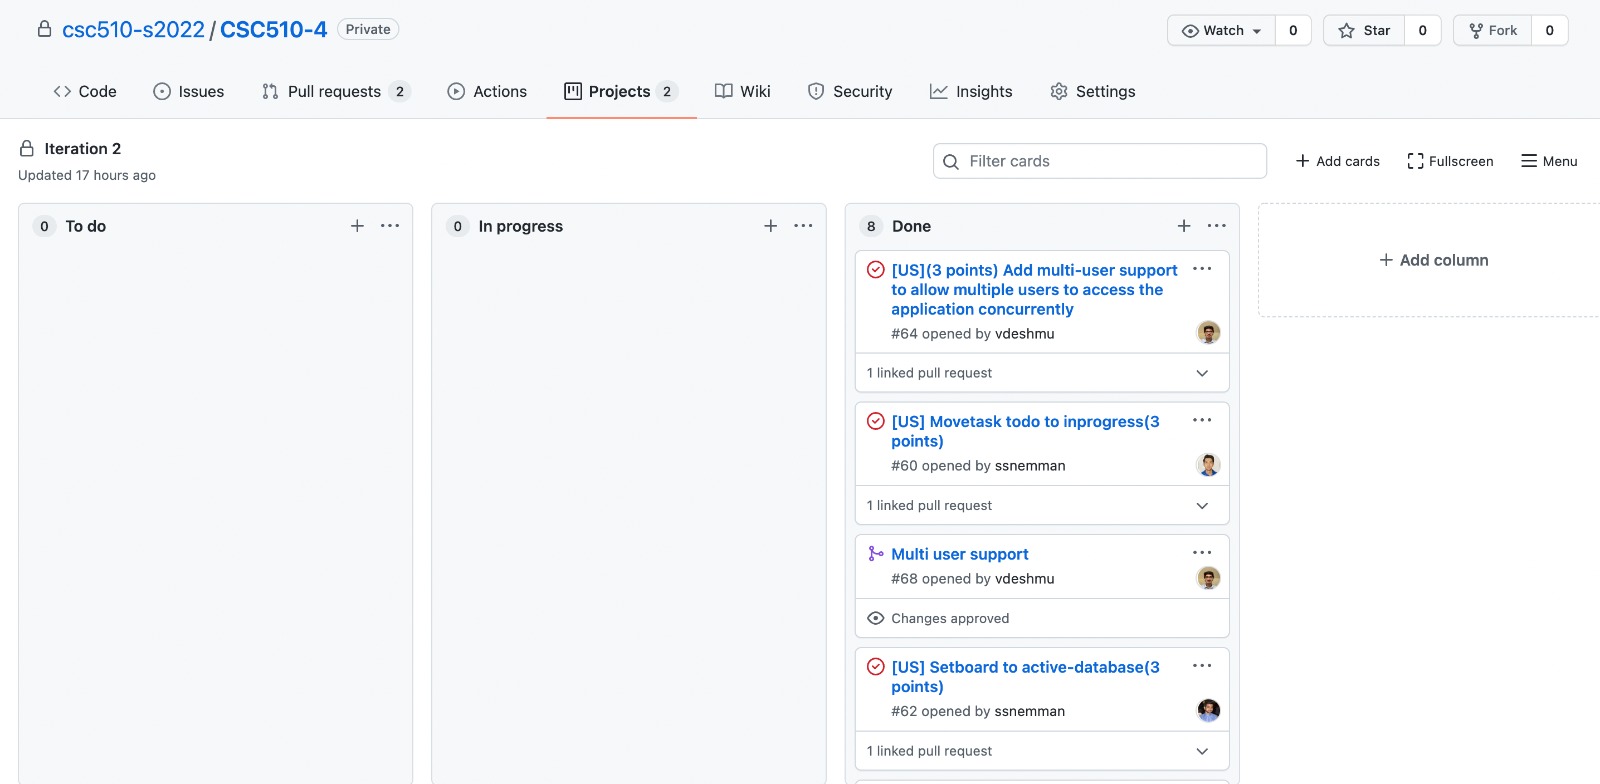 csc510-s2022 / CSC510-4 Private
Watch 0 Star 0 Fork 0
Code Issues Pull requests 2 Actions Projects 2 Wiki Security Insights Settings
Iteration 2
Updated 17 hours ago
Filter cards
Add cards Fullscreen Menu
0 To do
0 In progress
8 Done
[US](3 points) Add multi-user support
to allow multiple users to access the
application concurrently
#64 opened by vdeshmu
1 linked pull request
[US] Movetask todo to inprogress(3
points)
#60 opened by ssnemman
1 linked pull request
Multi user support
#68 opened by vdeshmu
Changes approved
[US] Setboard to active-database(3
points)
#62 opened by ssnemman
1 linked pull request
Add column